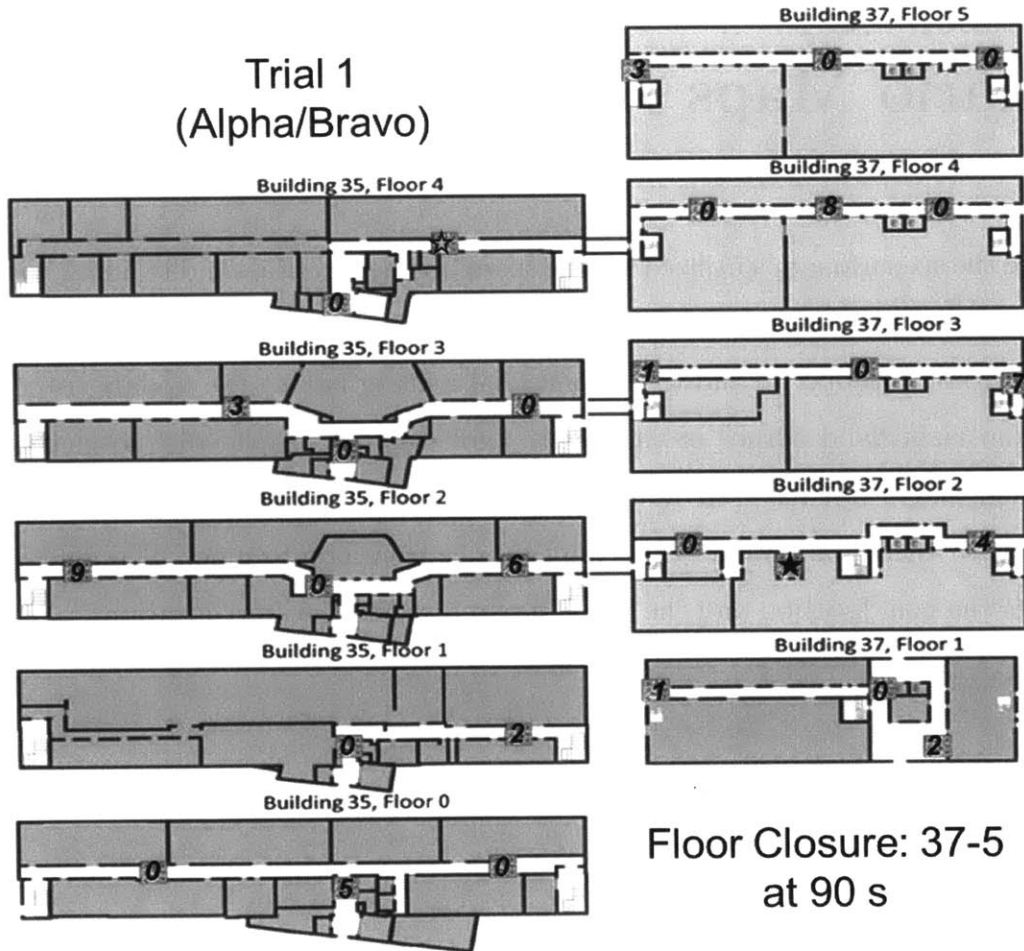 Trial 1
(Alpha/Bravo)
Building 37, Floor 5
3 0 0
Building 35, Floor 4
☆
0
Building 37, Floor 4
0 8 0
Building 35, Floor 3
3 0
0
Building 37, Floor 3
1 0 7
Building 35, Floor 2
9 0 6
Building 37, Floor 2
0 ★ 4
Building 35, Floor 1
0 2
Building 37, Floor 1
1 0
2
Building 35, Floor 0
0 5 0
Floor Closure: 37-5
at 90 s